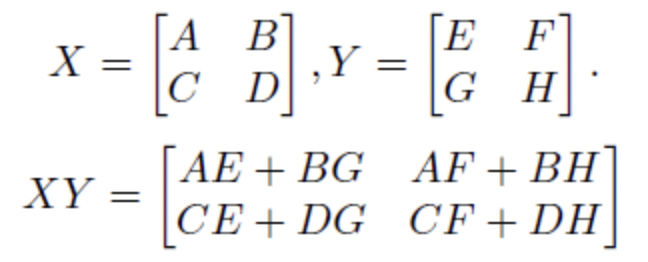 X = [A B
C D], Y = [E F
G H].
XY = [AE + BG AF + BH
CE + DG CF + DH]